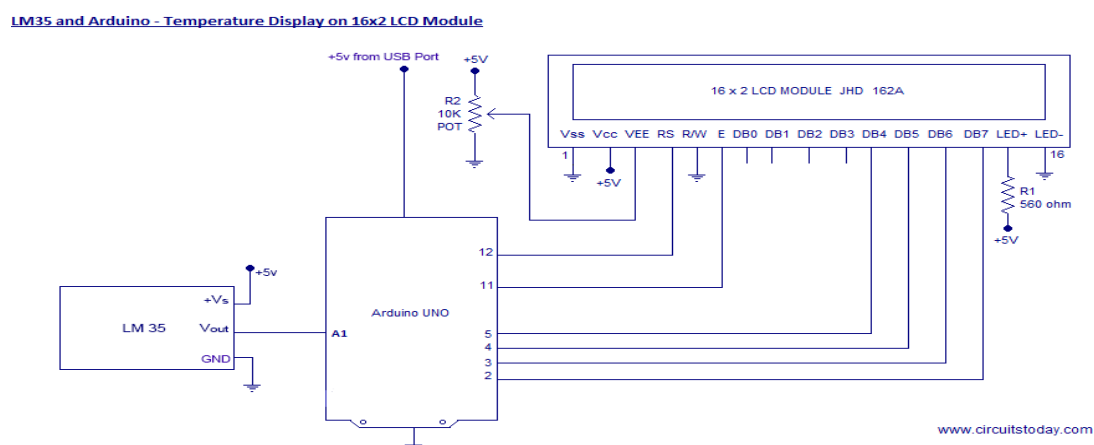 LM35 and Arduino - Temperature Display on 16x2 LCD Module
+5v from USB Port
+5V
R2
10K
POT
16 x 2 LCD MODULE JHD 162A
Vss Vcc VEE RS R/W E DB0 DB1 DB2 DB3 DB4 DB5 DB6 DB7 LED+ LED-
1
16
+5V
R1
560 ohm
+5V
12
11
+5v
+Vs
LM 35
Vout
GND
A1
Arduino UNO
5
4
3
2
www.circuitstoday.com